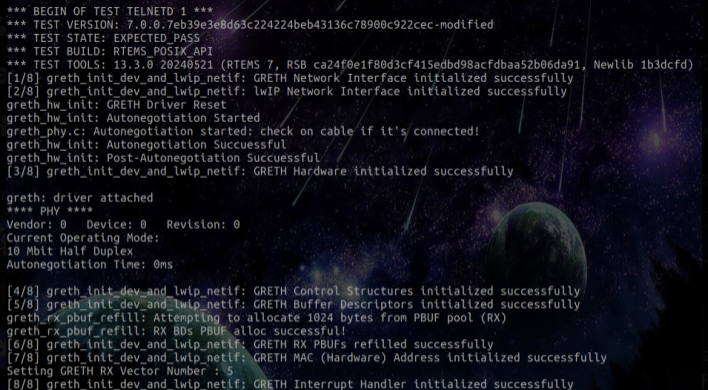 *** BEGIN OF TEST TELNETD 1 ***
*** TEST VERSION: 7.0.0.7eb39e3e8d63c224224beb43136c78900c922cec-modified
*** TEST STATE: EXPECTED_PASS
*** TEST BUILD: RTEMS_POSIX_API
*** TEST TOOLS: 13.3.0 20240521 (RTEMS 7, RSB ca24f0e1f80d3cf415edbd98acfdbaa52b06da91, Newlib 1b3dcfd)
[1/8] greth_init_dev_and_lwip_netif: GRETH Network Interface initialized successfully
[2/8] greth_init_dev_and_lwip_netif: lwIP Network Interface initialized successfully
greth_hw_init: GRETH Driver Reset
greth_hw_init: Autonegotiation Started
greth_phy.c: Autonegotiation started: check on cable if it's connected!
greth_hw_init: Autonegotiation Succuessful
greth_hw_init: Post-Autonegotiation Succuessful
[3/8] greth_init_dev_and_lwip_netif: GRETH Hardware initialized successfully
greth: driver attached
**** PHY ****
Vendor: 0   Device: 0   Revision: 0
Current Operating Mode:
10 Mbit Half Duplex
Autonegotiation Time: 0ms
[4/8] greth_init_dev_and_lwip_netif: GRETH Control Structures initialized successfully
[5/8] greth_init_dev_and_lwip_netif: GRETH Buffer Descriptors initialized successfully
greth_rx_pbuf_refill: Attempting to allocate 1024 bytes from PBUF pool (RX)
greth_rx_pbuf_refill: RX BDs PBUF alloc successful!
[6/8] greth_init_dev_and_lwip_netif: GRETH RX PBUFs refilled successfully
[7/8] greth_init_dev_and_lwip_netif: GRETH MAC (Hardware) Address initialized successfully
Setting GRETH RX Vector Number : 5
[8/8] greth_init_dev_and_lwip_netif: GRETH Interrupt Handler initialized successfully